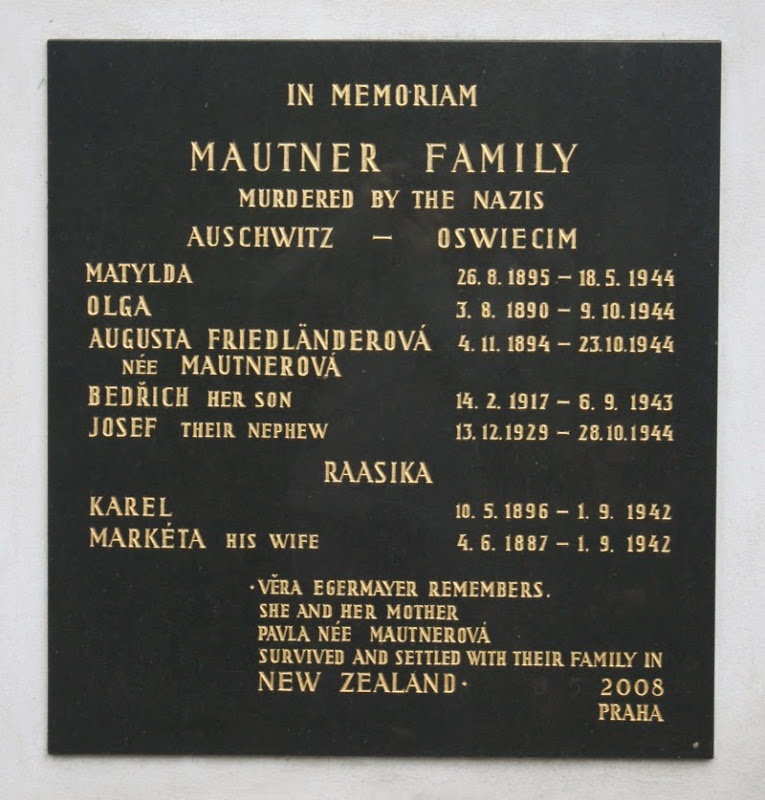 IN MEMORIAM
MAUTNER FAMILY
MURDERED BY THE NAZIS
AUSCHWITZ – OSWIECIM
MATYLDA 26. 8. 1895 – 18. 5. 1944
OLGA 3. 8. 1890 – 9. 10. 1944
AUGUSTA FRIEDLÄNDEROVÁ 4. 11. 1894 – 23. 10. 1944
NÉE MAUTNEROVÁ
BEDŘICH HER SON 14. 2. 1917 – 6. 9. 1943
JOSEF THEIR NEPHEW 13. 12. 1929 – 28. 10. 1944
RAASIKA
KAREL 10. 5. 1896 – 1. 9. 1942
MARKÉTA HIS WIFE 4. 6. 1887 – 1. 9. 1942
·VĚRA EGERMAYER REMEMBERS.
SHE AND HER MOTHER
PAVLA NÉE MAUTNEROVÁ
SURVIVED AND SETTLED WITH THEIR FAMILY IN
NEW ZEALAND· 2008
PRAHA